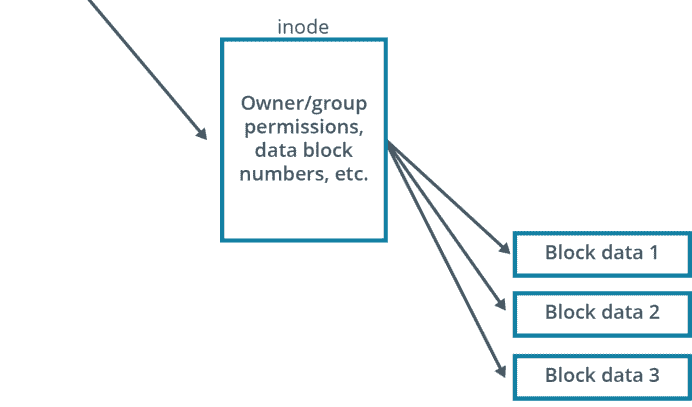 inode
Owner/group
permissions,
data block
numbers, etc.
Block data 1
Block data 2
Block data 3